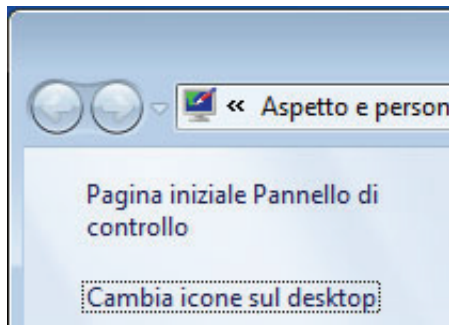 « Aspetto e person
Pagina iniziale Pannello di
controllo
Cambia icone sul desktop